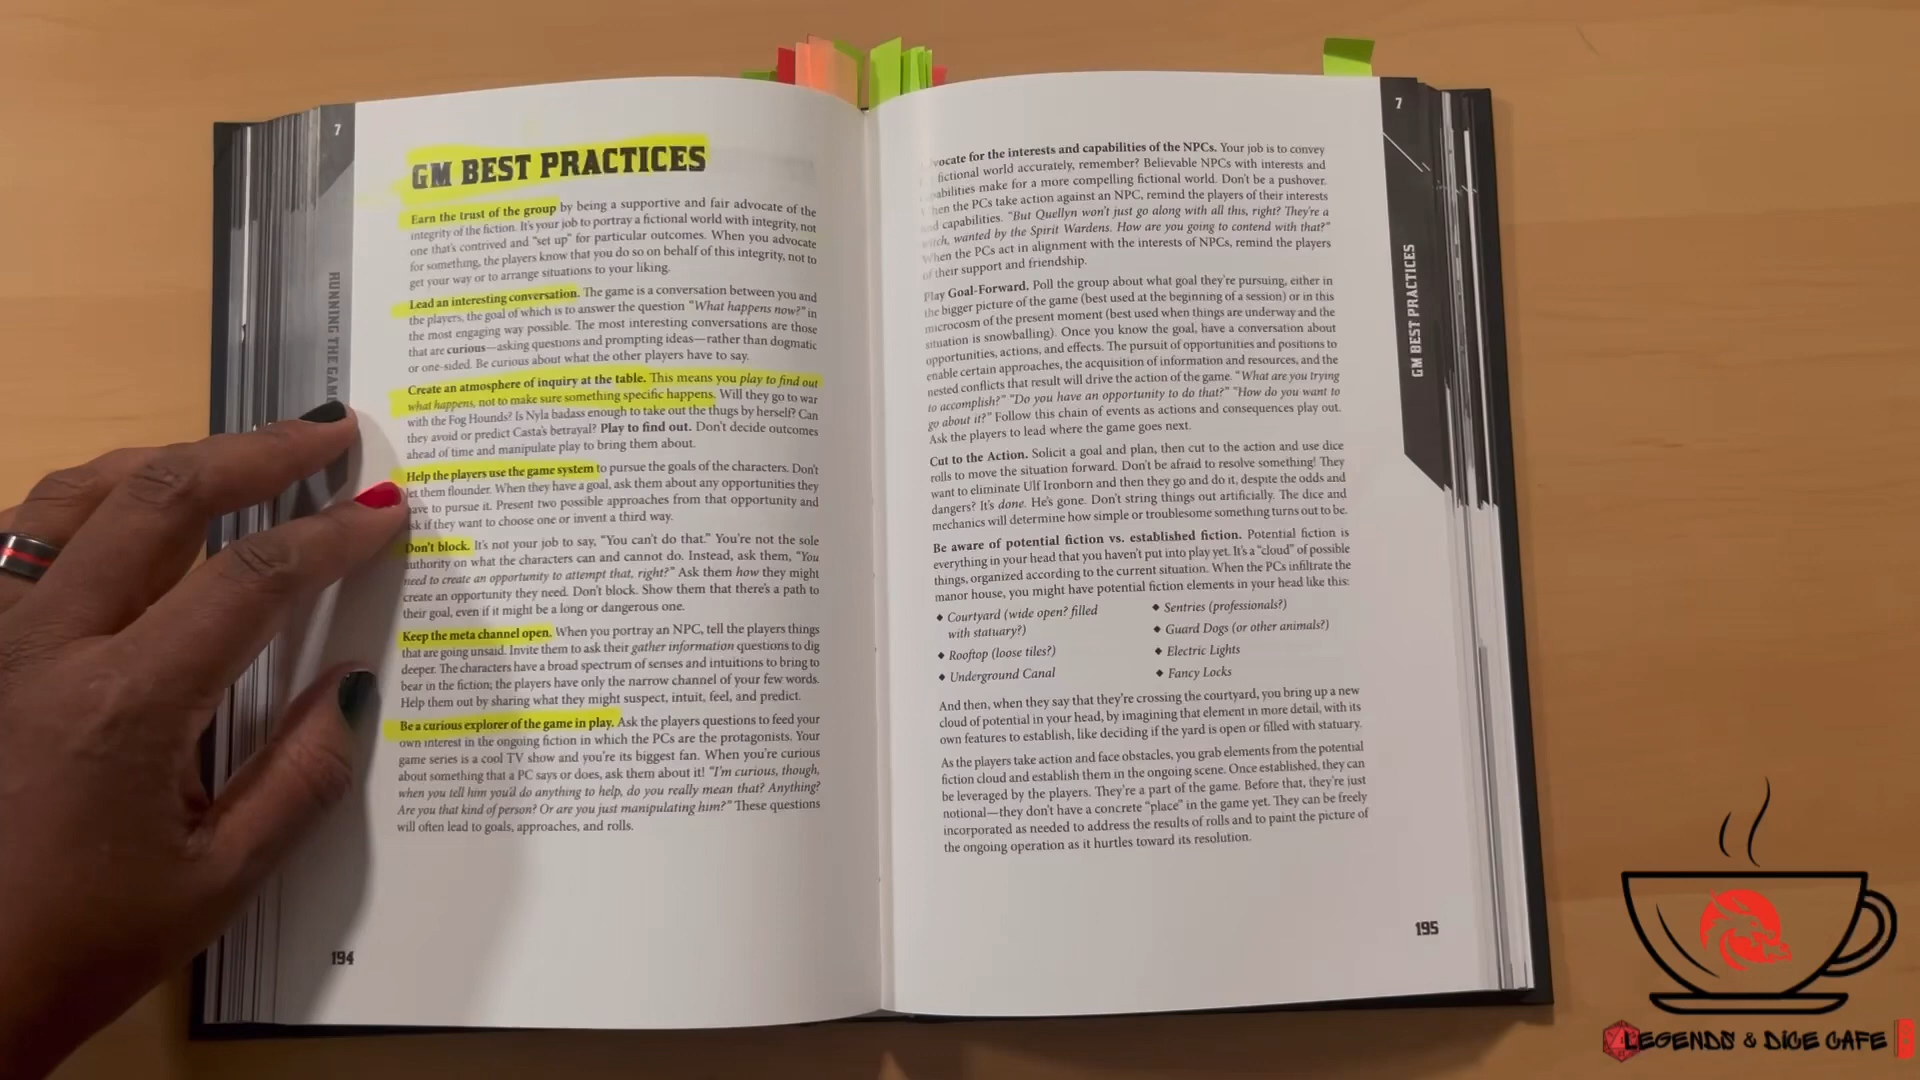 7
RUNNING THE GAME
GM BEST PRACTICES
Earn the trust of the group by being a supportive and fair advocate of the
integrity of the fiction. It's your job to portray a fictional world with integrity, not
one that's contrived and "set up" for particular outcomes. When you advocate
for something, the players know that you do so on behalf of this integrity, not to
get your way or to arrange situations to your liking.
Lead an interesting conversation. The game is a conversation between you and
the players, the goal of which is to answer the question "What happens now?" in
the most engaging way possible. The most interesting conversations are those
that are curious—asking questions and prompting ideas—rather than dogmatic
or one-sided. Be curious about what the other players have to say.
Create an atmosphere of inquiry at the table. This means you play to find out
what happens, not to make sure something specific happens. Will they go to war
with the Fog Hounds? Is Nyla badass enough to take out the thugs by herself? Can
they avoid or predict Casta's betrayal? Play to find out. Don't decide outcomes
ahead of time and manipulate play to bring them about.
Help the players use the game system to pursue the goals of the characters. Don't
let them flounder. When they have a goal, ask them about any opportunities they
have to pursue it. Present two possible approaches from that opportunity and
ask if they want to choose one or invent a third way.
Don't block. It's not your job to say, "You can't do that." You're not the sole
authority on what the characters can and cannot do. Instead, ask them, "You
need to create an opportunity to attempt that, right?" Ask them how they might
create an opportunity they need. Don't block. Show them that there's a path to
their goal, even if it might be a long or dangerous one.
Keep the meta channel open. When you portray an NPC, tell the players things
that are going unsaid. Invite them to ask their gather information questions to dig
deeper. The characters have a broad spectrum of senses and intuitions to bring to
bear in the fiction; the players have only the narrow channel of your few words.
Help them out by sharing what they might suspect, intuit, feel, and predict.
Be a curious explorer of the game in play. Ask the players questions to feed your
own interest in the ongoing fiction in which the PCs are the protagonists. Your
game series is a cool TV show and you're its biggest fan. When you're curious
about something that a PC says or does, ask them about it! "I'm curious, though,
when you tell him you'd do anything to help, do you really mean that? Anything?
Are you that kind of person? Or are you just manipulating him?" These questions
will often lead to goals, approaches, and rolls.
194
vocate for the interests and capabilities of the NPCs. Your job is to convey
fictional world accurately, remember? Believable NPCs with interests and
abilities make for a more compelling fictional world. Don't be a pushover.
When the PCs take action against an NPC, remind the players of their interests
and capabilities. "But Quellyn won't just go along with all this, right? They're a
witch, wanted by the Spirit Wardens. How are you going to contend with that?"
When the PCs act in alignment with the interests of NPCs, remind the players
of their support and friendship.
Play Goal-Forward. Poll the group about what goal they're pursuing, either in
the bigger picture of the game (best used at the beginning of a session) or in this
microcosm of the present moment (best used when things are underway and the
situation is snowballing). Once you know the goal, have a conversation about
opportunities, actions, and effects. The pursuit of opportunities and positions to
enable certain approaches, the acquisition of information and resources, and the
nested conflicts that result will drive the action of the game. "What are you trying
to accomplish?" "Do you have an opportunity to do that?" "How do you want to
go about it?" Follow this chain of events as actions and consequences play out.
Ask the players to lead where the game goes next.
Cut to the Action. Solicit a goal and plan, then cut to the action and use dice
rolls to move the situation forward. Don't be afraid to resolve something! They
want to eliminate Ulf Ironborn and then they go and do it, despite the odds and
dangers? It's done. He's gone. Don't string things out artificially. The dice and
mechanics will determine how simple or troublesome something turns out to be.
Be aware of potential fiction vs. established fiction. Potential fiction is
everything in your head that you haven't put into play yet. It's a "cloud" of possible
things, organized according to the current situation. When the PCs infiltrate the
manor house, you might have potential fiction elements in your head like this:
◆ Courtyard (wide open? filled
with statuary?)
◆ Rooftop (loose tiles?)
◆ Underground Canal
◆ Sentries (professionals?)
◆ Guard Dogs (or other animals?)
◆ Electric Lights
◆ Fancy Locks
And then, when they say that they're crossing the courtyard, you bring up a new
cloud of potential in your head, by imagining that element in more detail, with its
own features to establish, like deciding if the yard is open or filled with statuary.
As the players take action and face obstacles, you grab elements from the potential
fiction cloud and establish them in the ongoing scene. Once established, they can
be leveraged by the players. They're a part of the game. Before that, they're just
notional—they don't have a concrete "place" in the game yet. They can be freely
incorporated as needed to address the results of rolls and to paint the picture of
the ongoing operation as it hurtles toward its resolution.
195
7
GM BEST PRACTICES
LEGENDS & DICE CAFE